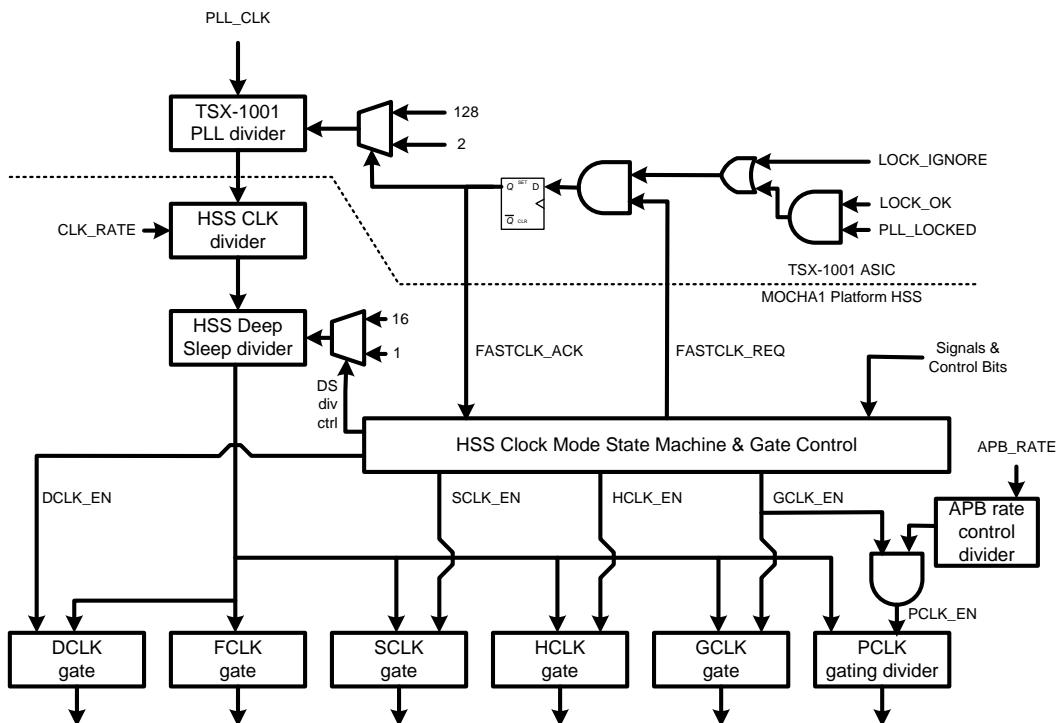 PLL_CLK
TSX-1001
PLL divider
128
2
Q
SET
D
Q
CLR
LOCK_IGNORE
LOCK_OK
PLL_LOCKED
CLK_RATE
HSS CLK
divider
TSX-1001 ASIC
MOCHA1 Platform HSS
HSS Deep
Sleep divider
16
1
DS
div
ctrl
FASTCLK_ACK
FASTCLK_REQ
Signals &
Control Bits
HSS Clock Mode State Machine & Gate Control
APB_RATE
DCLK_EN
SCLK_EN
HCLK_EN
GCLK_EN
APB rate
control
divider
PCLK_EN
DCLK
gate
FCLK
gate
SCLK
gate
HCLK
gate
GCLK
gate
PCLK
gating divider